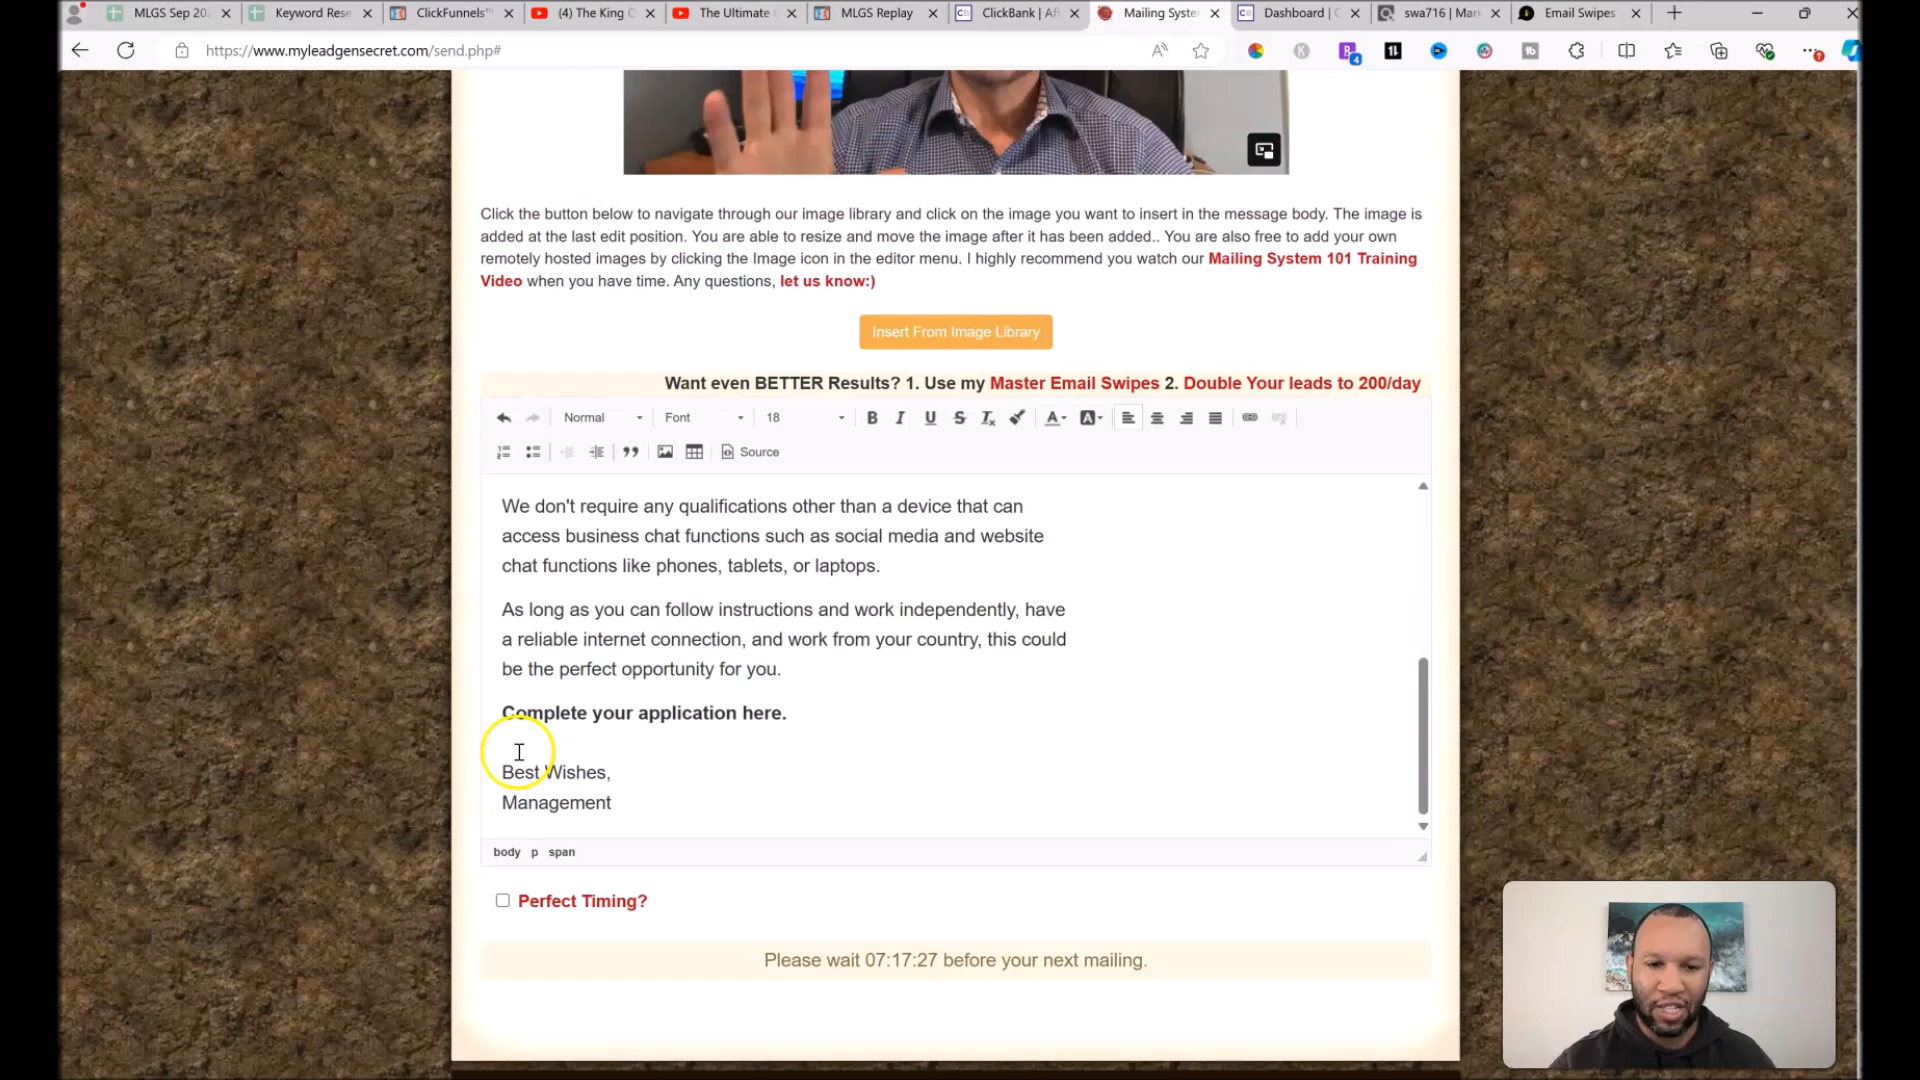 MLGS Sep 20
Keyword Rese
ClickFunnels™
(4) The King C
The Ultimate
MLGS Replay
ClickBank | Aff
Mailing Syste
Dashboard | C
swa716 | Mar
Email Swipes
https://www.myleadgensecret.com/send.php#
Click the button below to navigate through our image library and click on the image you want to insert in the message body. The image is
added at the last edit position. You are able to resize and move the image after it has been added.. You are also free to add your own
remotely hosted images by clicking the Image icon in the editor menu. I highly recommend you watch our Mailing System 101 Training
Video when you have time. Any questions, let us know:)
Insert From Image Library
Want even BETTER Results? 1. Use my Master Email Swipes 2. Double Your leads to 200/day
Normal
Font
18
Source
We don't require any qualifications other than a device that can
access business chat functions such as social media and website
chat functions like phones, tablets, or laptops.
As long as you can follow instructions and work independently, have
a reliable internet connection, and work from your country, this could
be the perfect opportunity for you.
Complete your application here.
Best Wishes,
Management
body p span
Perfect Timing?
Please wait 07:17:27 before your next mailing.